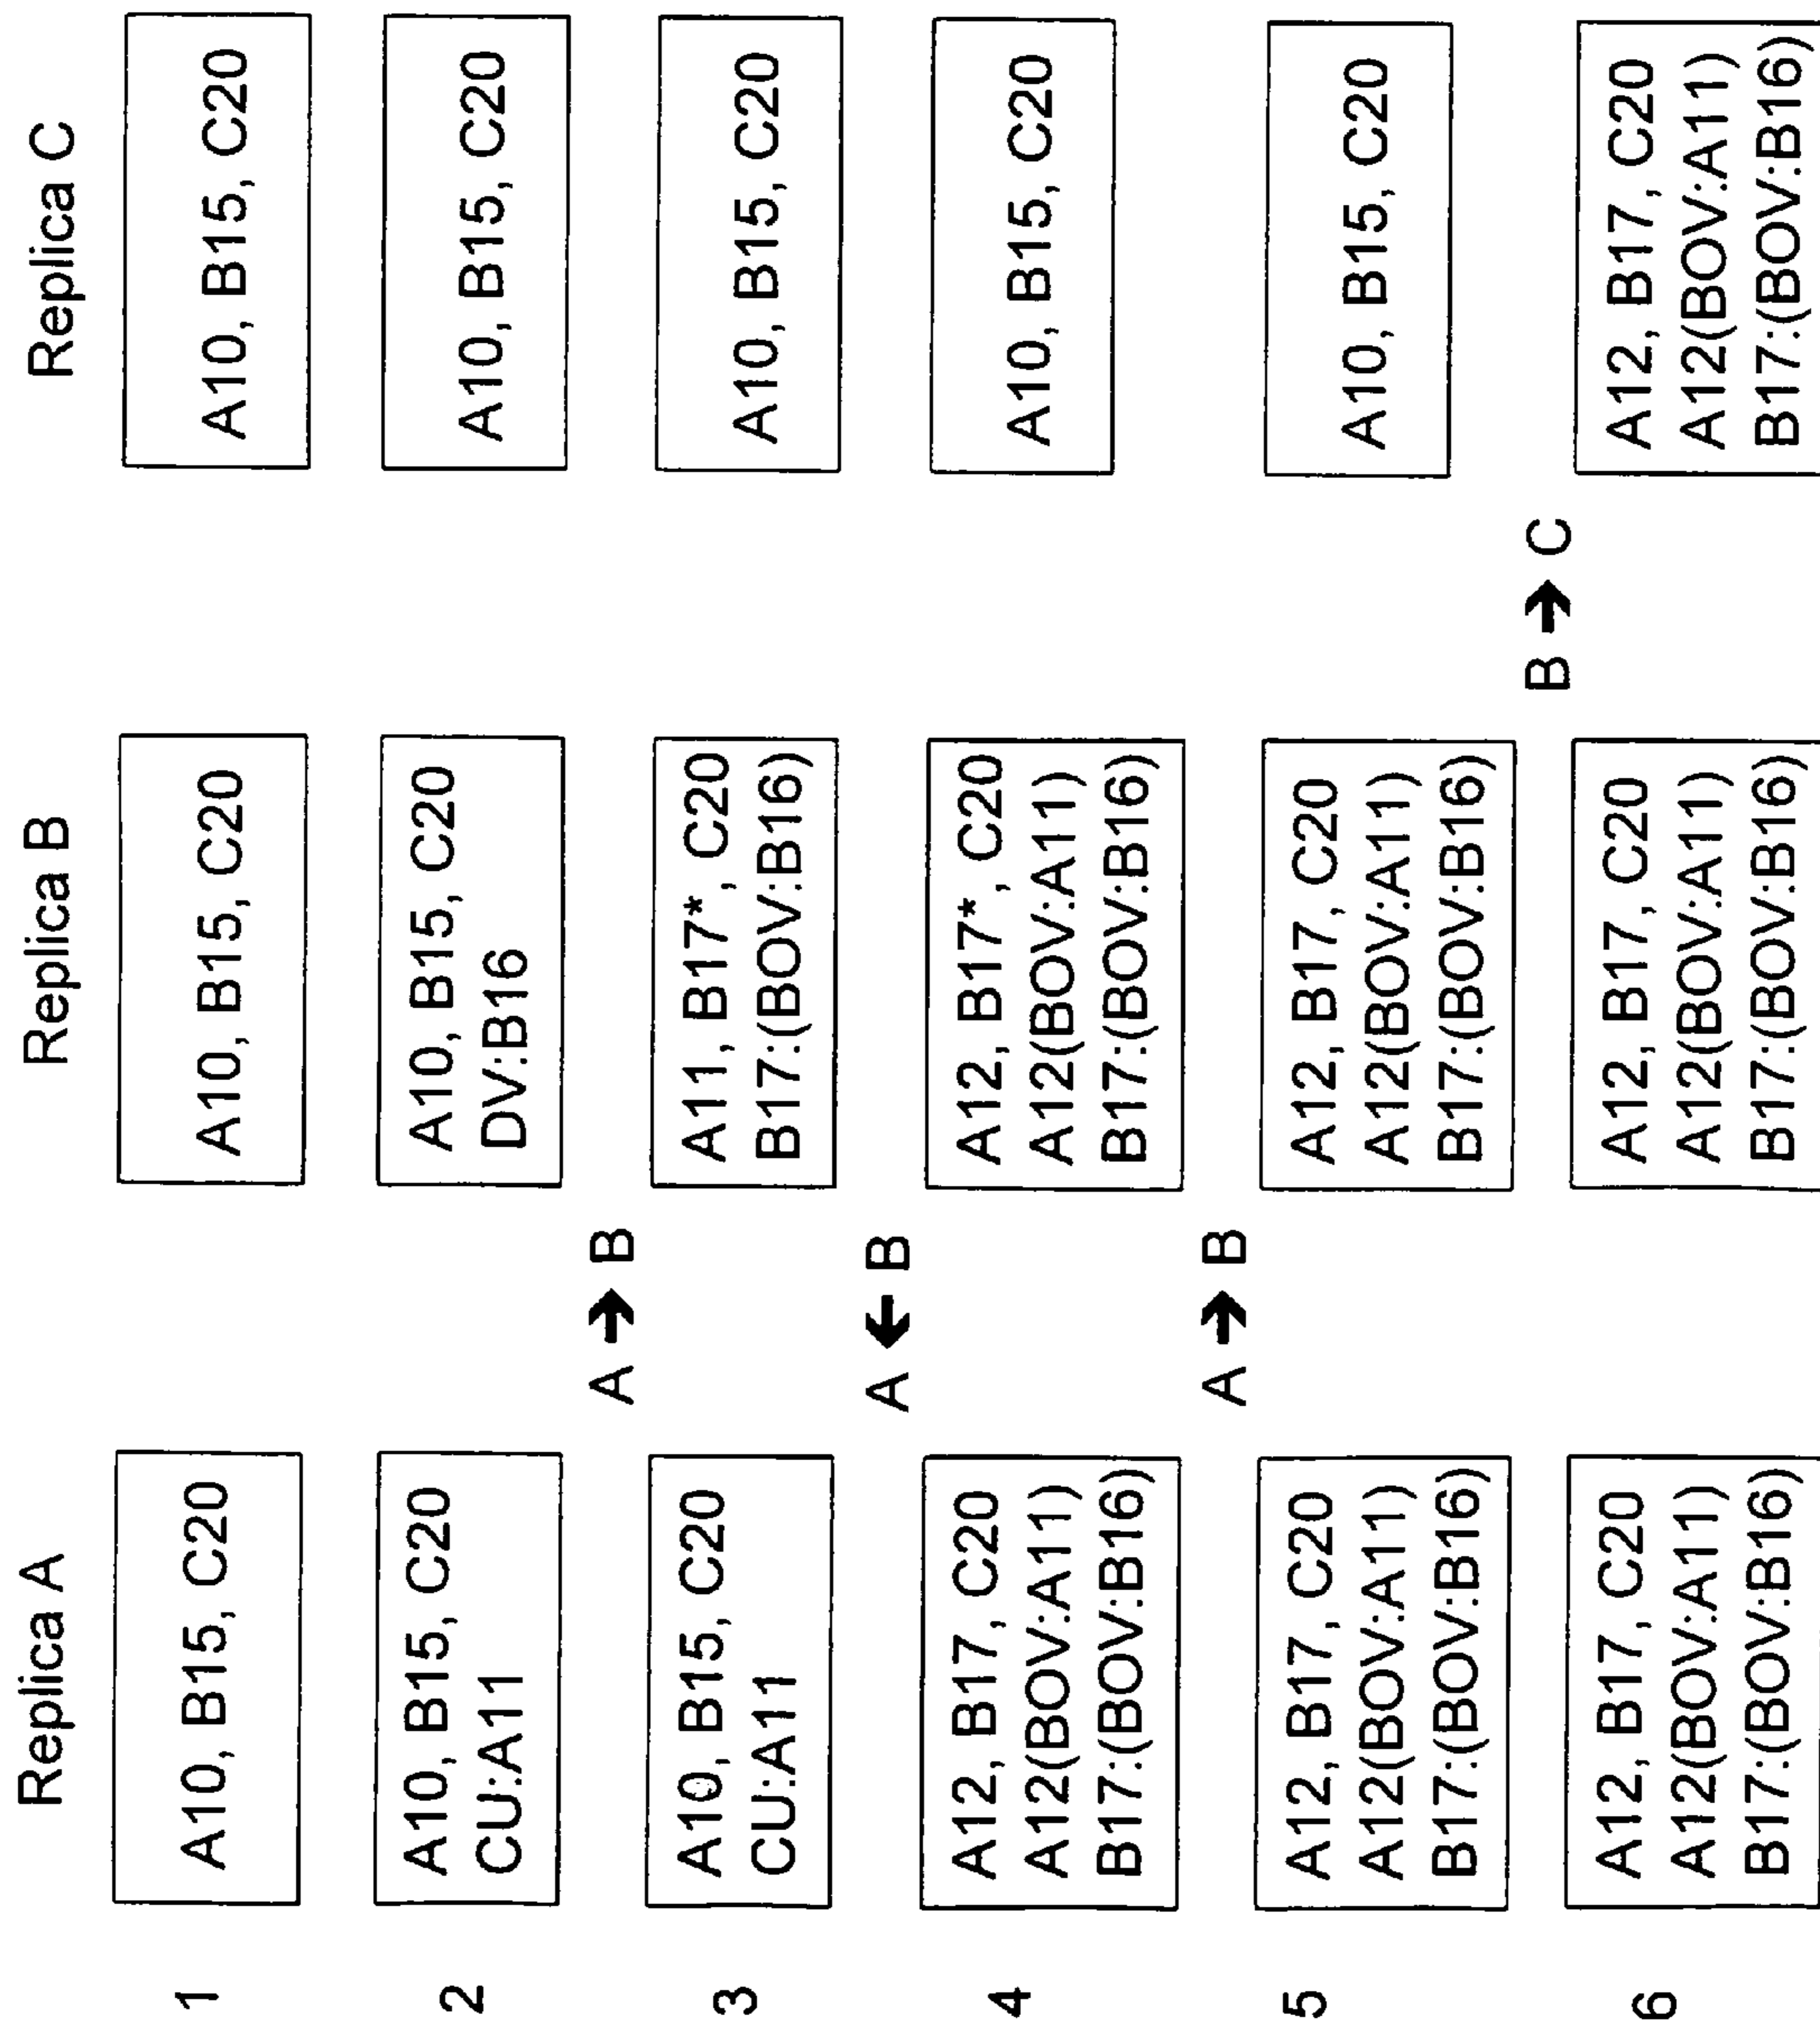 Replica A
Replica B
Replica C
1
A10, B15, C20
A10, B15, C20
A10, B15, C20
2
A10, B15, C20
CU:A11
A10, B15, C20
DV:B16
A10, B15, C20
A → B
3
A10, B15, C20
CU:A11
A11, B17*, C20
B17:(BOV:B16)
A10, B15, C20
A ← B
4
A12, B17, C20
A12(BOV:A11)
B17:(BOV:B16)
A12, B17*, C20
A12(BOV:A11)
B17:(BOV:B16)
A10, B15, C20
A → B
5
A12, B17, C20
A12(BOV:A11)
B17:(BOV:B16)
A12, B17, C20
A12(BOV:A11)
B17:(BOV:B16)
A10, B15, C20
B → C
6
A12, B17, C20
A12(BOV:A11)
B17:(BOV:B16)
A12, B17, C20
A12(BOV:A11)
B17:(BOV:B16)
A12, B17, C20
A12(BOV:A11)
B17:(BOV:B16)